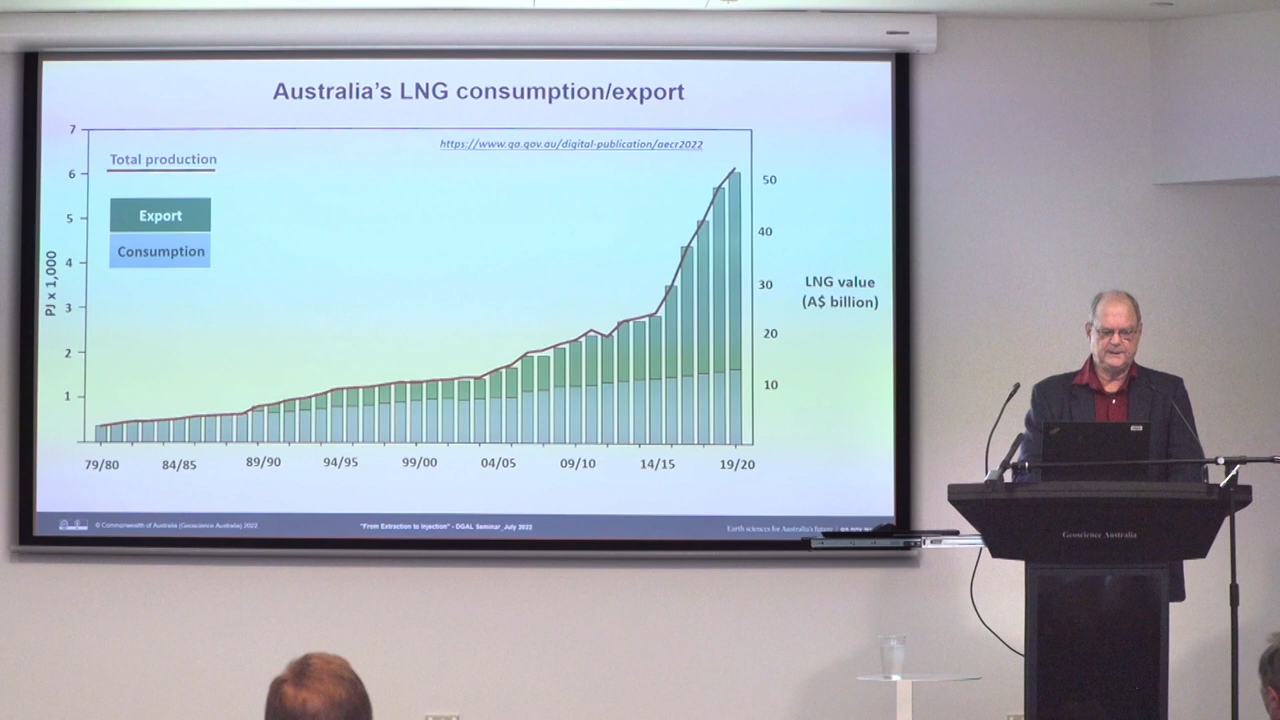 Australia's LNG consumption/export
https://www.ga.gov.au/digital-publication/aecr2022
Total production
Export
Consumption
PJ x 1,000
7
6
5
4
3
2
1
50
40
30
20
10
LNG value
(A$ billion)
79/80 84/85 89/90 94/95 99/00 04/05 09/10 14/15 19/20
© Commonwealth of Australia (Geoscience Australia) 2022
"From Extraction to Injection" - DGAL Seminar, July 2022
Earth sciences for Australia's future
Geoscience Australia